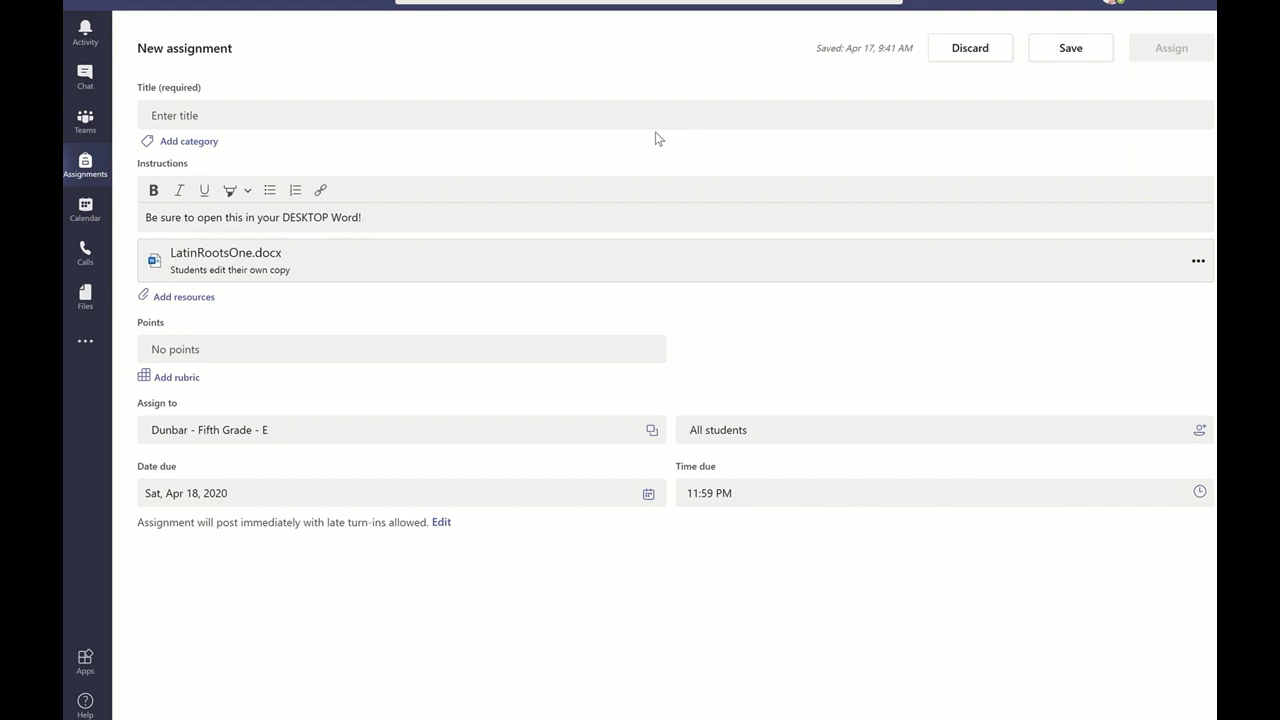 Activity
Chat
Teams
Assignments
Calendar
Calls
Files
Apps
Help
New assignment
Saved: Apr 17, 9:41 AM
Discard
Save
Assign
Title (required)
Enter title
Add category
Instructions
B I U
Be sure to open this in your DESKTOP Word!
LatinRootsOne.docx
Students edit their own copy
Add resources
Points
No points
Add rubric
Assign to
Dunbar - Fifth Grade - E
All students
Date due
Time due
Sat, Apr 18, 2020
11:59 PM
Assignment will post immediately with late turn-ins allowed. Edit